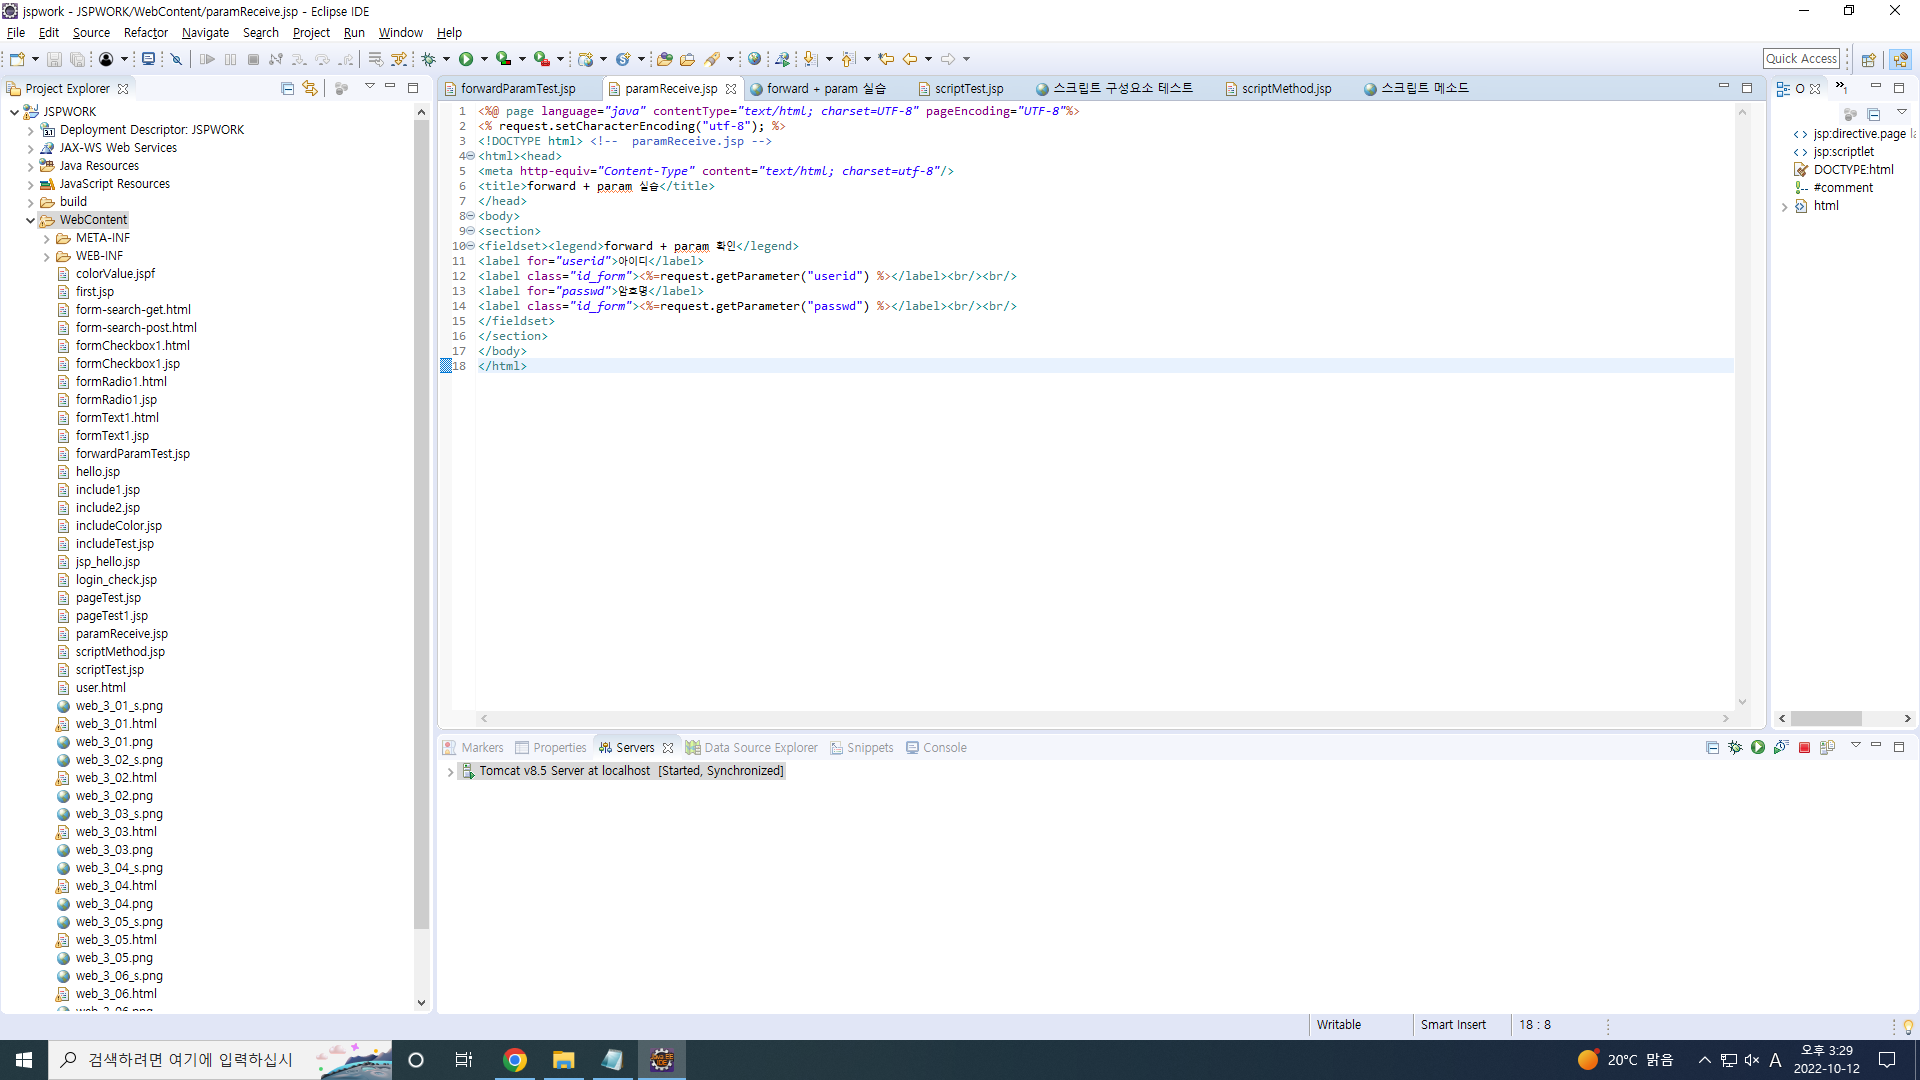 jspwork - JSPWORK/WebContent/paramReceive.jsp - Eclipse IDE
File Edit Source Refactor Navigate Search Project Run Window Help
Quick Access
Project Explorer
forwardParamTest.jsp paramReceive.jsp forward + param 실습 scriptTest.jsp 스크립트 구성요소 테스트 scriptMethod.jsp 스크립트 메소드
JSPWORK
Deployment Descriptor: JSPWORK
JAX-WS Web Services
Java Resources
JavaScript Resources
build
WebContent
META-INF
WEB-INF
colorValue.jspf
first.jsp
form-search-get.html
form-search-post.html
formCheckbox1.html
formCheckbox1.jsp
formRadio1.html
formRadio1.jsp
formText1.html
formText1.jsp
forwardParamTest.jsp
hello.jsp
include1.jsp
include2.jsp
includeColor.jsp
includeTest.jsp
jsp_hello.jsp
login_check.jsp
pageTest.jsp
pageTest1.jsp
paramReceive.jsp
scriptMethod.jsp
scriptTest.jsp
user.html
web_3_01_s.png
web_3_01.html
web_3_01.png
web_3_02_s.png
web_3_02.html
web_3_02.png
web_3_03_s.png
web_3_03.html
web_3_03.png
web_3_04_s.png
web_3_04.html
web_3_04.png
web_3_05_s.png
web_3_05.html
web_3_05.png
web_3_06_s.png
web_3_06.html
1 <%@ page language="java" contentType="text/html; charset=UTF-8" pageEncoding="UTF-8"%>
2 <% request.setCharacterEncoding("utf-8"); %>
3 <!DOCTYPE html> <!-- paramReceive.jsp -->
4 <html><head>
5 <meta http-equiv="Content-Type" content="text/html; charset=utf-8"/>
6 <title>forward + param 실습</title>
7 </head>
8 <body>
9 <section>
10 <fieldset><legend>forward + param 확인</legend>
11 <label for="userid">아이디</label>
12 <label class="id_form"><%=request.getParameter("userid") %></label><br/><br/>
13 <label for="passwd">암호명</label>
14 <label class="id_form"><%=request.getParameter("passwd") %></label><br/><br/>
15 </fieldset>
16 </section>
17 </body>
18 </html>
O
jsp:directive.page
jsp:scriptlet
DOCTYPE:html
#comment
html
Markers Properties Servers Data Source Explorer Snippets Console
Tomcat v8.5 Server at localhost [Started, Synchronized]
Writable Smart Insert 18 : 8
검색하려면 여기에 입력하십시
20°C 맑음
A
오후 3:29
2022-10-12